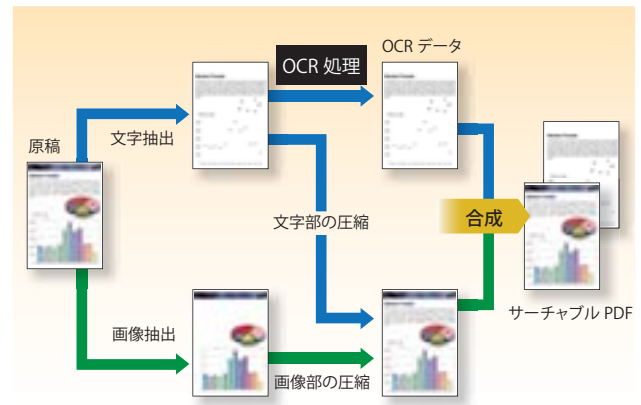 OCR データ
OCR 処理
原稿
文字抽出
文字部の圧縮
合成
画像抽出
画像部の圧縮
サーチャブル PDF